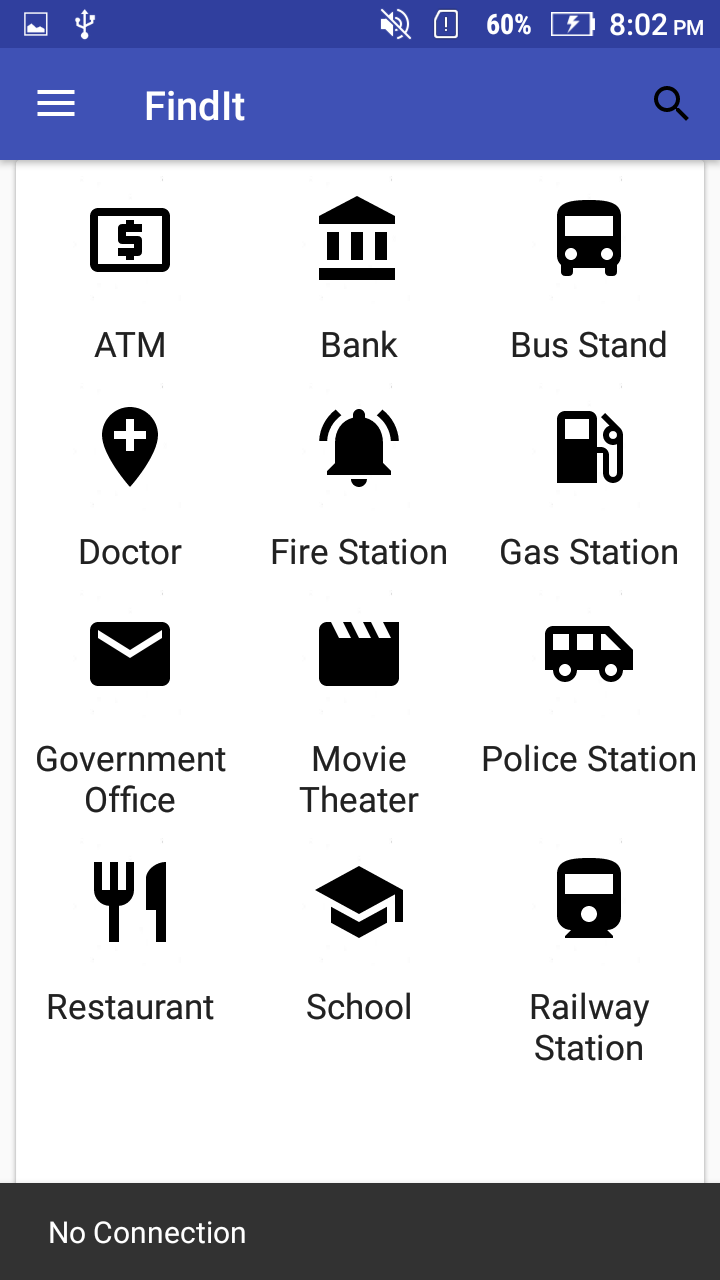 60% 8:02 PM
FindIt
ATM Bank Bus Stand
Doctor Fire Station Gas Station
Government Movie Police Station
Office Theater
Restaurant School Railway
Station
No Connection